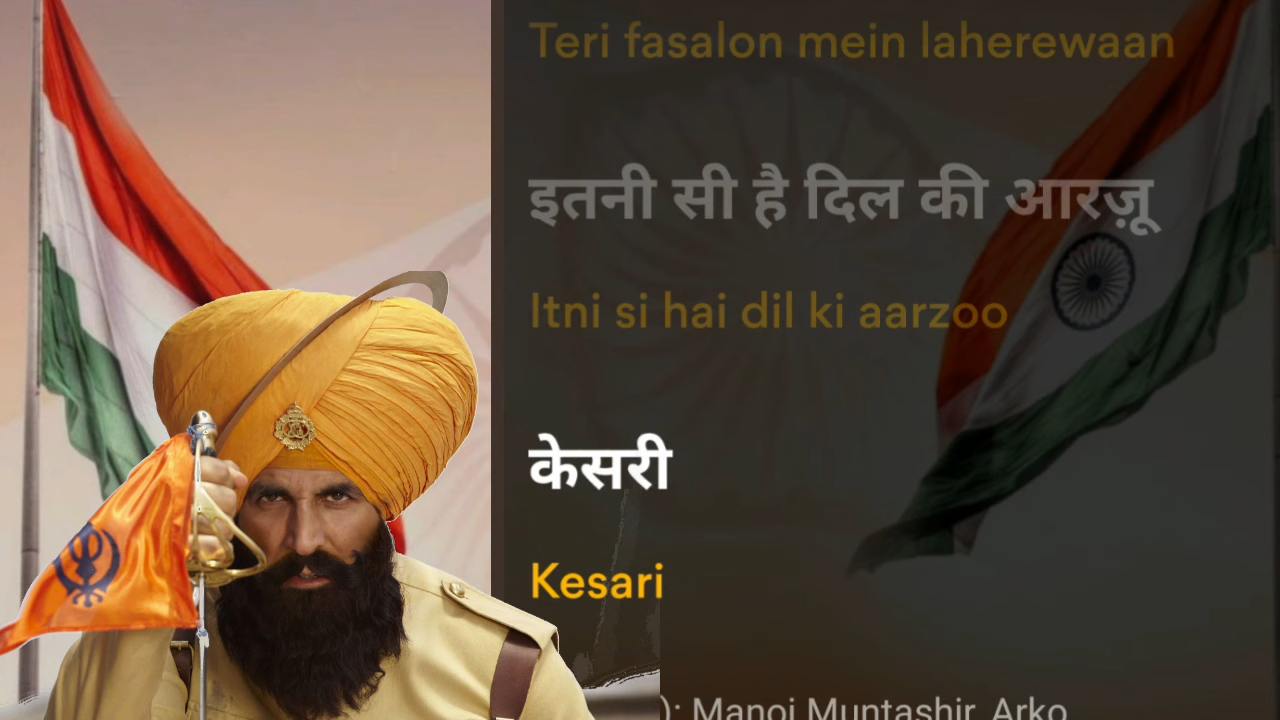 Teri fasalon mein laherewaan
इतनी सी है दिल की आरज़ू
Itni si hai dil ki aarzoo
केसरी
Kesari
): Manoj Muntashir, Arko